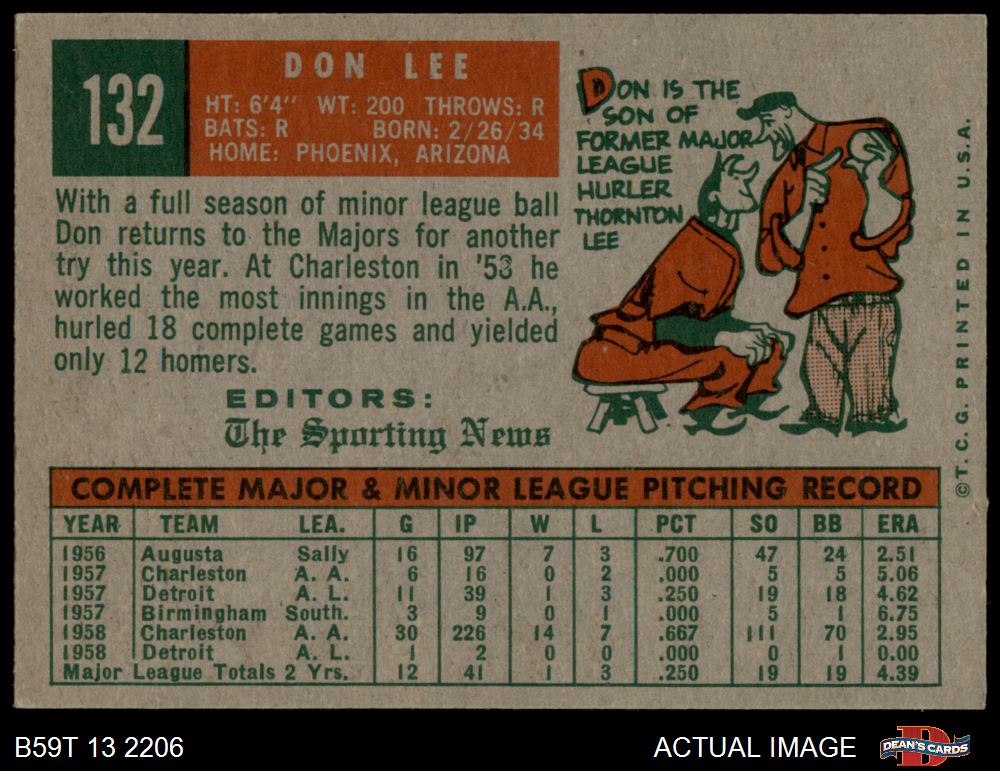 132
DON LEE
HT: 6'4" WT: 200 THROWS: R
BATS: R BORN: 2/26/34
HOME: PHOENIX, ARIZONA
With a full season of minor league ball
Don returns to the Majors for another
try this year. At Charleston in '53 he
worked the most innings in the A.A.,
hurled 18 complete games and yielded
only 12 homers.
EDITORS:
The Sporting News
DON IS THE
SON OF
FORMER MAJOR
LEAGUE
HURLER
THORNTON
LEE
©T. C. G. PRINTED IN U.S.A.
COMPLETE MAJOR & MINOR LEAGUE PITCHING RECORD
YEAR TEAM LEA. G IP W L PCT SO BB ERA
1956 Augusta Sally 16 97 7 3 .700 47 24 2.51
1957 Charleston A. A. 6 16 0 2 .000 5 5 5.06
1957 Detroit A. L. 11 39 1 3 .250 19 18 4.62
1957 Birmingham South. 3 9 0 1 .000 5 1 6.75
1958 Charleston A. A. 30 226 14 7 .667 111 70 2.95
1958 Detroit A. L. 1 2 0 0 .000 0 1 0.00
Major League Totals 2 Yrs. 12 41 1 3 .250 19 19 4.39
B59T 13 2206
ACTUAL IMAGE
D
DEAN'S CARDS